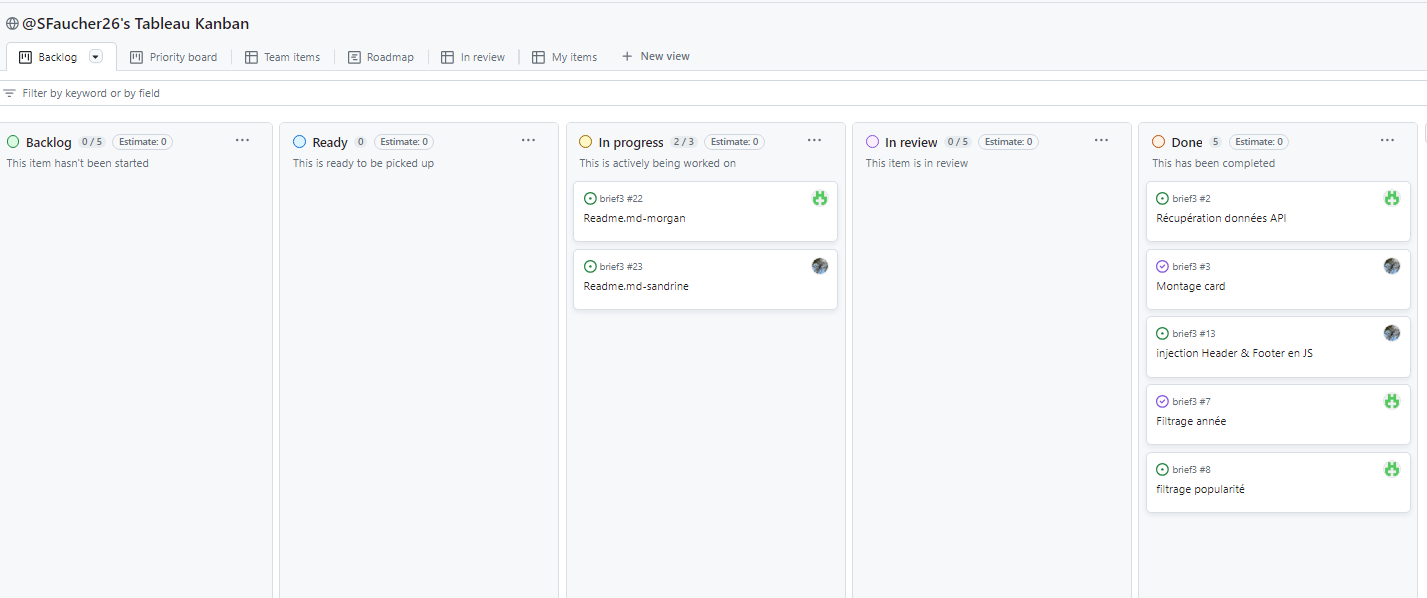 @SFaucher26's Tableau Kanban
Backlog
Priority board
Team items
Roadmap
In review
My items
+ New view
Filter by keyword or by field
Backlog 0 / 5 Estimate: 0 ...
This item hasn't been started
Ready 0 Estimate: 0 ...
This is ready to be picked up
In progress 2 / 3 Estimate: 0 ...
This is actively being worked on
brief3 #22
Readme.md-morgan
brief3 #23
Readme.md-sandrine
In review 0 / 5 Estimate: 0 ...
This item is in review
Done 5 Estimate: 0 ...
This has been completed
brief3 #2
Récupération données API
brief3 #3
Montage card
brief3 #13
injection Header & Footer en JS
brief3 #7
Filtrage année
brief3 #8
filtrage popularité